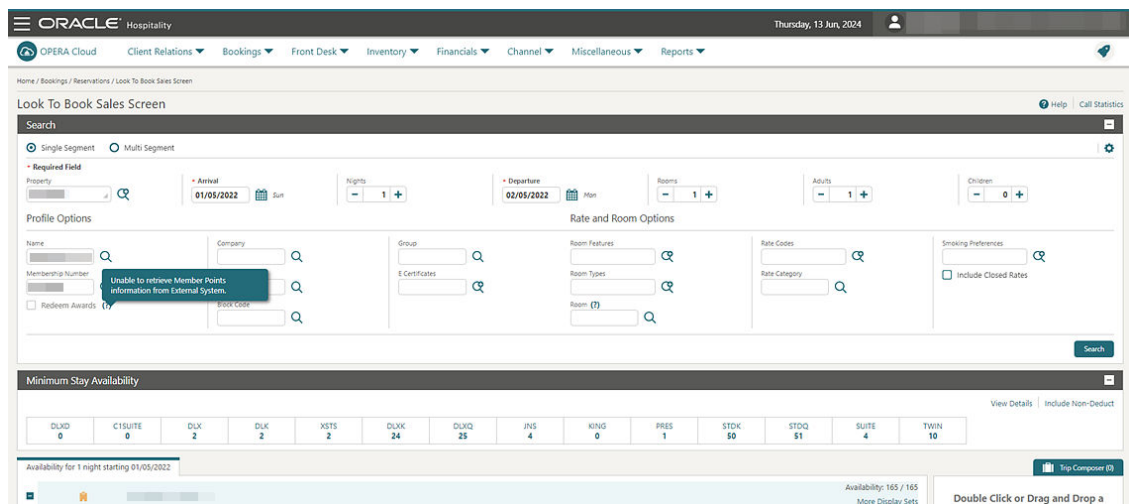 ORACLE Hospitality Thursday, 13 Jun, 2024
OPERA Cloud Client Relations Bookings Front Desk Inventory Financials Channel Miscellaneous Reports
Home / Bookings / Reservations / Look To Book Sales Screen
Look To Book Sales Screen Help Call Statistics
Search
Single Segment Multi Segment
* Required Field
Property * Arrival Nights * Departure Rooms Adults Children
01/05/2022 Sun 1 02/05/2022 Mon 1 1 0
Profile Options Rate and Room Options
Name Company Group Room Features Rate Codes Smoking Preferences
Membership Number E Certificates Room Types Rate Category Include Closed Rates
Unable to retrieve Member Points
information from External System.
Redeem Awards (?) Block Code Room (?)
Search
Minimum Stay Availability
View Details Include Non-Deduct
DLXD C1SUITE DLX DLK XSTS DLXK DLXQ JNS KING PRES STDK STDQ SUITE TWIN
0 0 2 2 2 24 25 4 0 1 50 51 4 10
Availability for 1 night starting 01/05/2022 Trip Composer (0)
Availability: 165 / 165
More Display Sets Double Click or Drag and Drop a